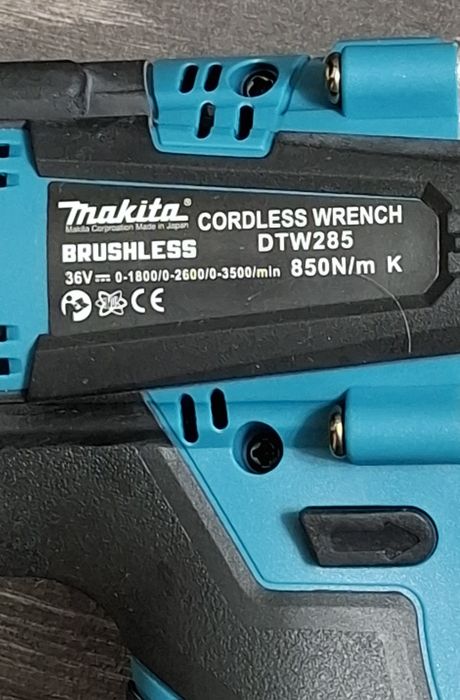 makita®
Makita Corproation Made in Japan
CORDLESS WRENCH
BRUSHLESS
DTW285
36V⎓ 0-1800/0-2600/0-3500/min 850N/m K
CE